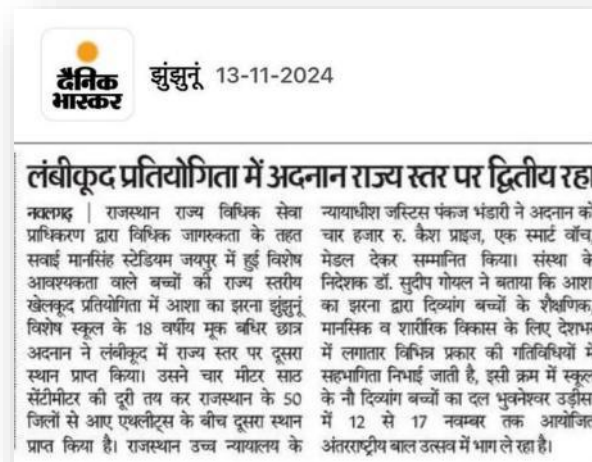 दैनिक
भास्कर
झुंझुनूं 13-11-2024
लंबीकूद प्रतियोगिता में अदनान राज्य स्तर पर द्वितीय रहा
नवलगढ़ | राजस्थान राज्य विधिक सेवा
प्राधिकरण द्वारा विधिक जागरुकता के तहत
सवाई मानसिंह स्टेडियम जयपुर में हुई विशेष
आवश्यकता वाले बच्चों की राज्य स्तरीय
खेलकूद प्रतियोगिता में आशा का झरना झुंझुनूं
विशेष स्कूल के 18 वर्षीय मूक बधिर छात्र
अदनान ने लंबीकूद में राज्य स्तर पर दूसरा
स्थान प्राप्त किया। उसने चार मीटर साठ
सेंटीमीटर की दूरी तय कर राजस्थान के 50
जिलों से आए एथलीट्स के बीच दूसरा स्थान
प्राप्त किया है। राजस्थान उच्च न्यायालय के
न्यायाधीश जस्टिस पंकज भंडारी ने अदनान को
चार हजार रु. कैश प्राइज, एक स्मार्ट वॉच,
मेडल देकर सम्मानित किया। संस्था के
निदेशक डॉ. सुदीप गोयल ने बताया कि आशा
का झरना द्वारा दिव्यांग बच्चों के शैक्षणिक,
मानसिक व शारीरिक विकास के लिए देशभर
में लगातार विभिन्न प्रकार की गतिविधियों में
सहभागिता निभाई जाती है, इसी क्रम में स्कूल
के नौ दिव्यांग बच्चों का दल भुवनेश्वर उड़ीसा
में 12 से 17 नवम्बर तक आयोजित
अंतरराष्ट्रीय बाल उत्सव में भाग ले रहा है।